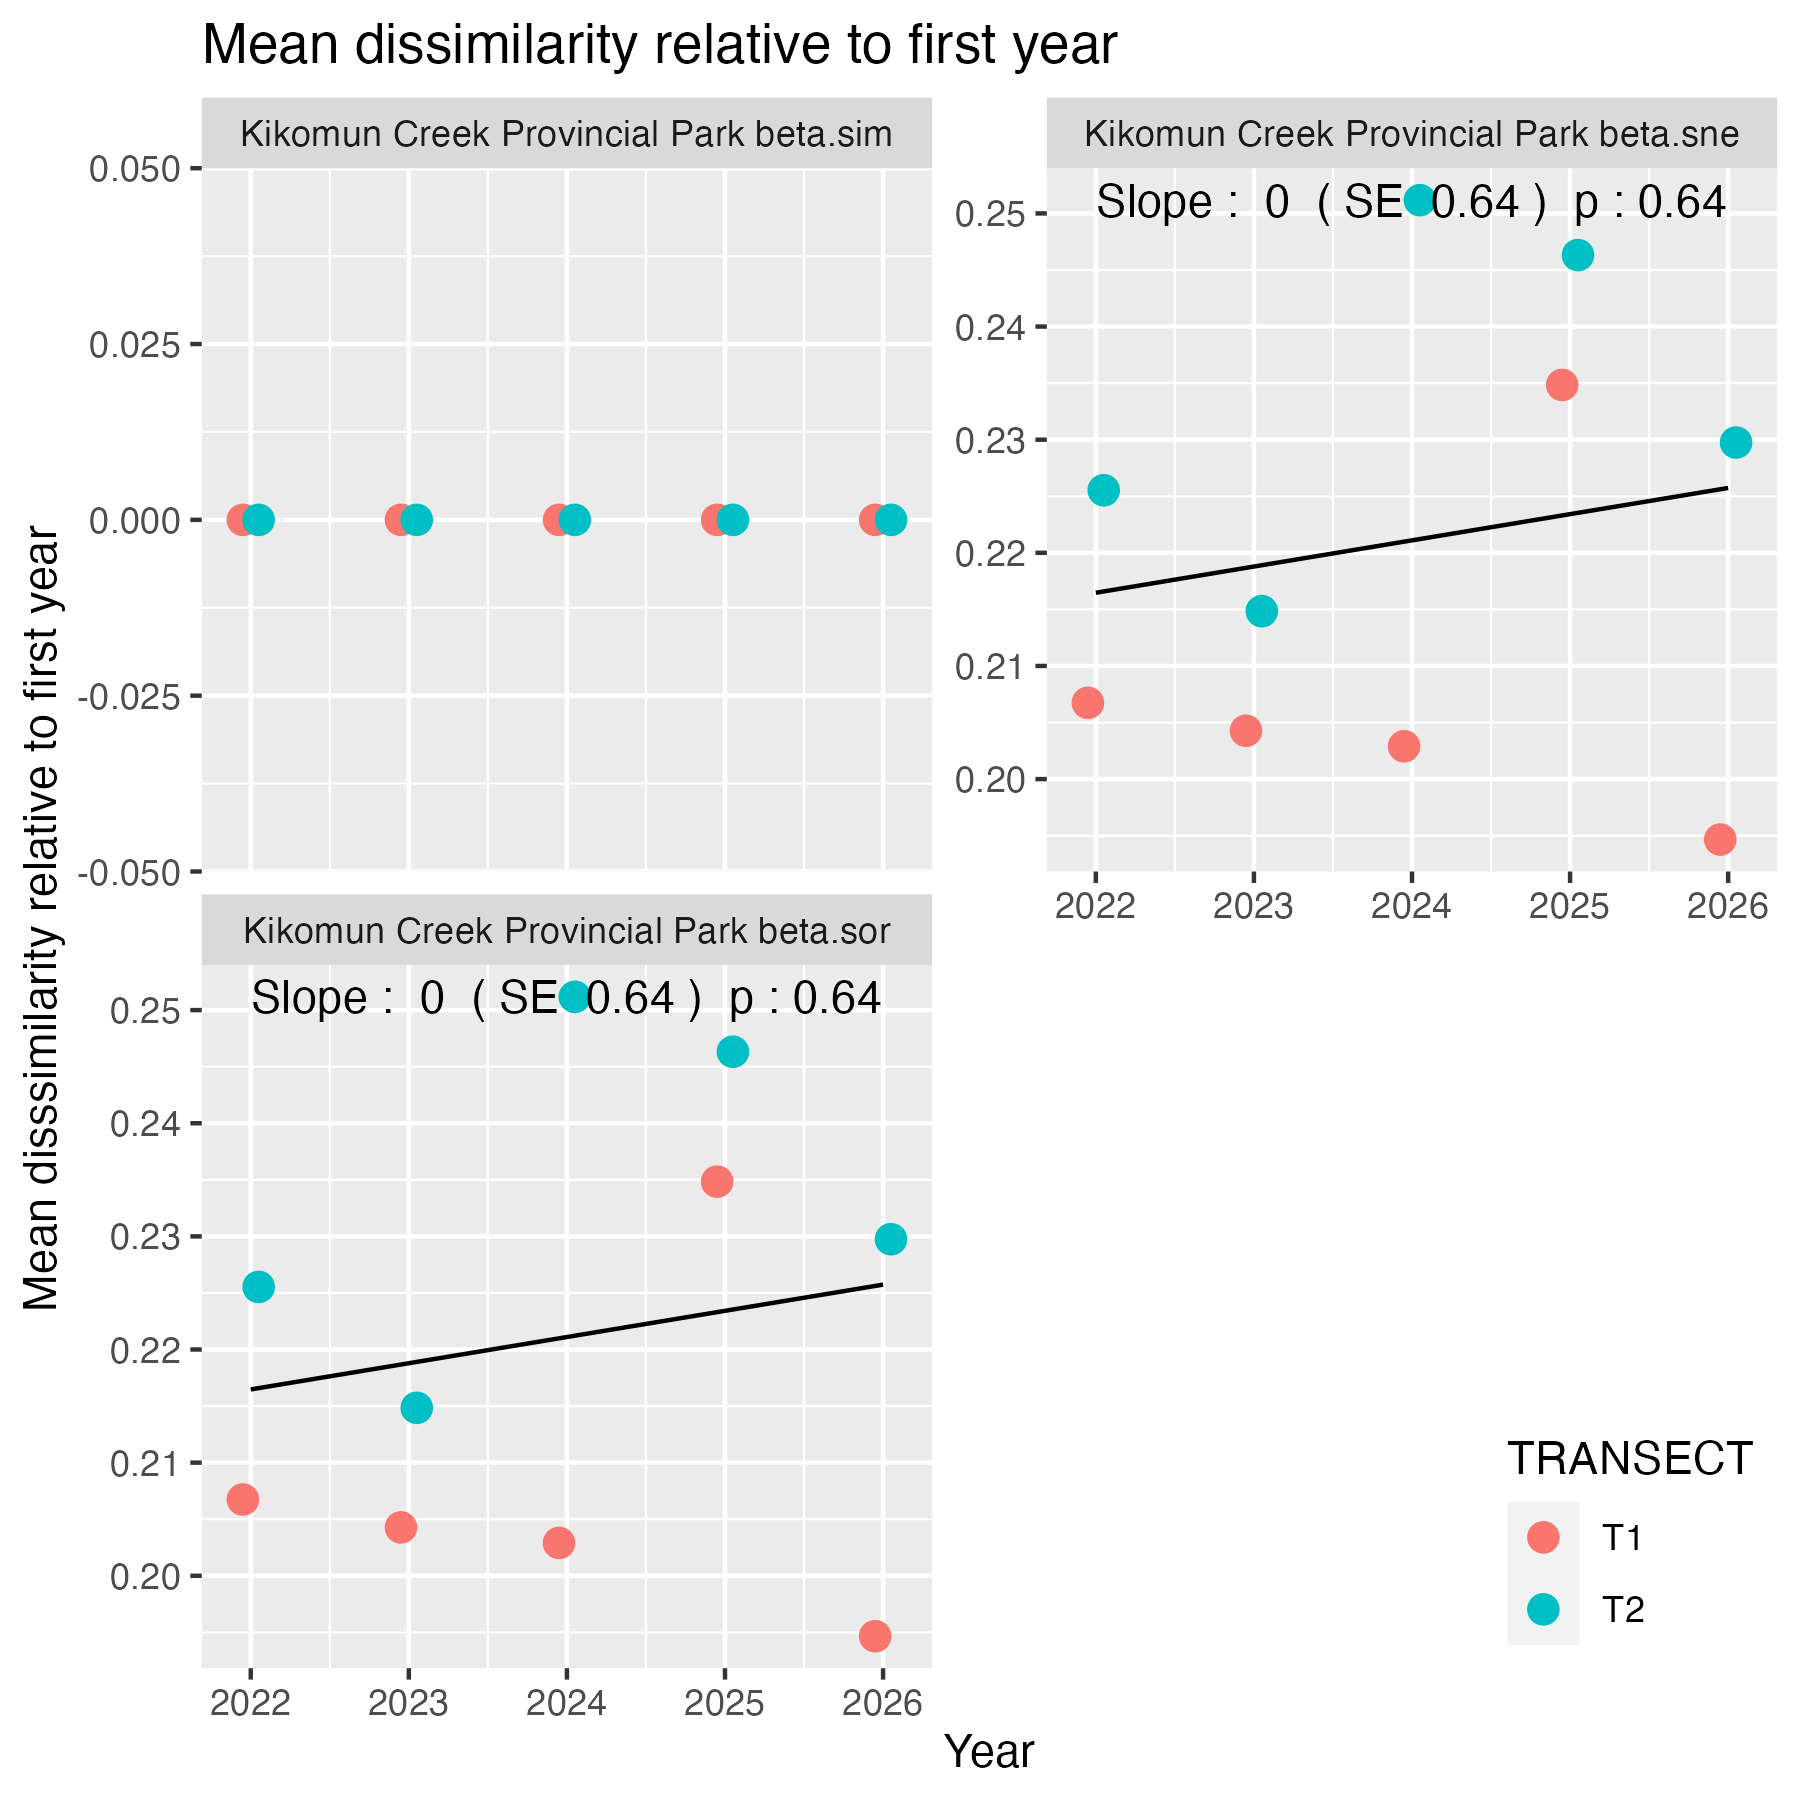 Mean dissimilarity relative to first year
Kikomun Creek Provincial Park beta.sim
0.050
0.025
0.000
-0.025
-0.050
Kikomun Creek Provincial Park beta.sne
Slope : 0 ( SE 0.64 ) p : 0.64
0.25
0.24
0.23
0.22
0.21
0.20
2022 2023 2024 2025 2026
Kikomun Creek Provincial Park beta.sor
Slope : 0 ( SE 0.64 ) p : 0.64
0.25
0.24
0.23
0.22
0.21
0.20
2022 2023 2024 2025 2026
Mean disssimilarity relative to first year
Year
TRANSECT
T1
T2